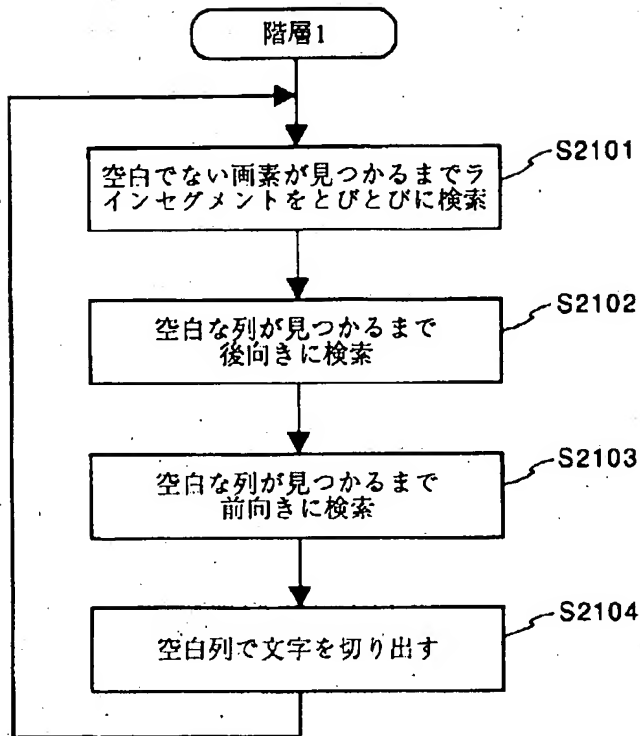 階層1
空白でない画素が見つかるまでラ
インセグメントをとびとびに検索
S2101
空白な列が見つかるまで
後向きに検索
S2102
空白な列が見つかるまで
前向きに検索
S2103
空白列で文字を切り出す
S2104